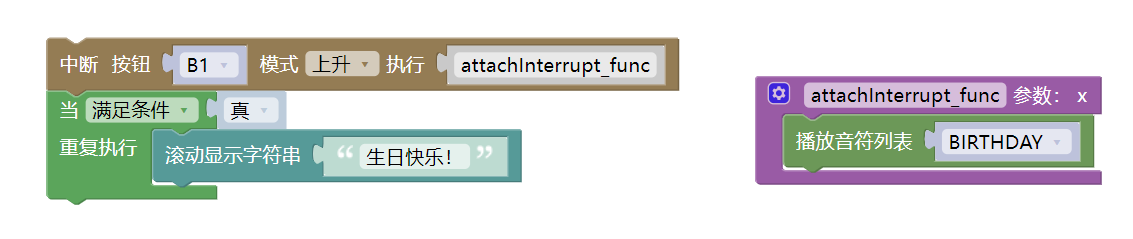 中断 按钮 B1 模式 上升 执行 attachInterrupt_func
当 满足条件 真
重复执行 滚动显示字符串 “ 生日快乐！ ”
attachInterrupt_func 参数： x
播放音符列表 BIRTHDAY